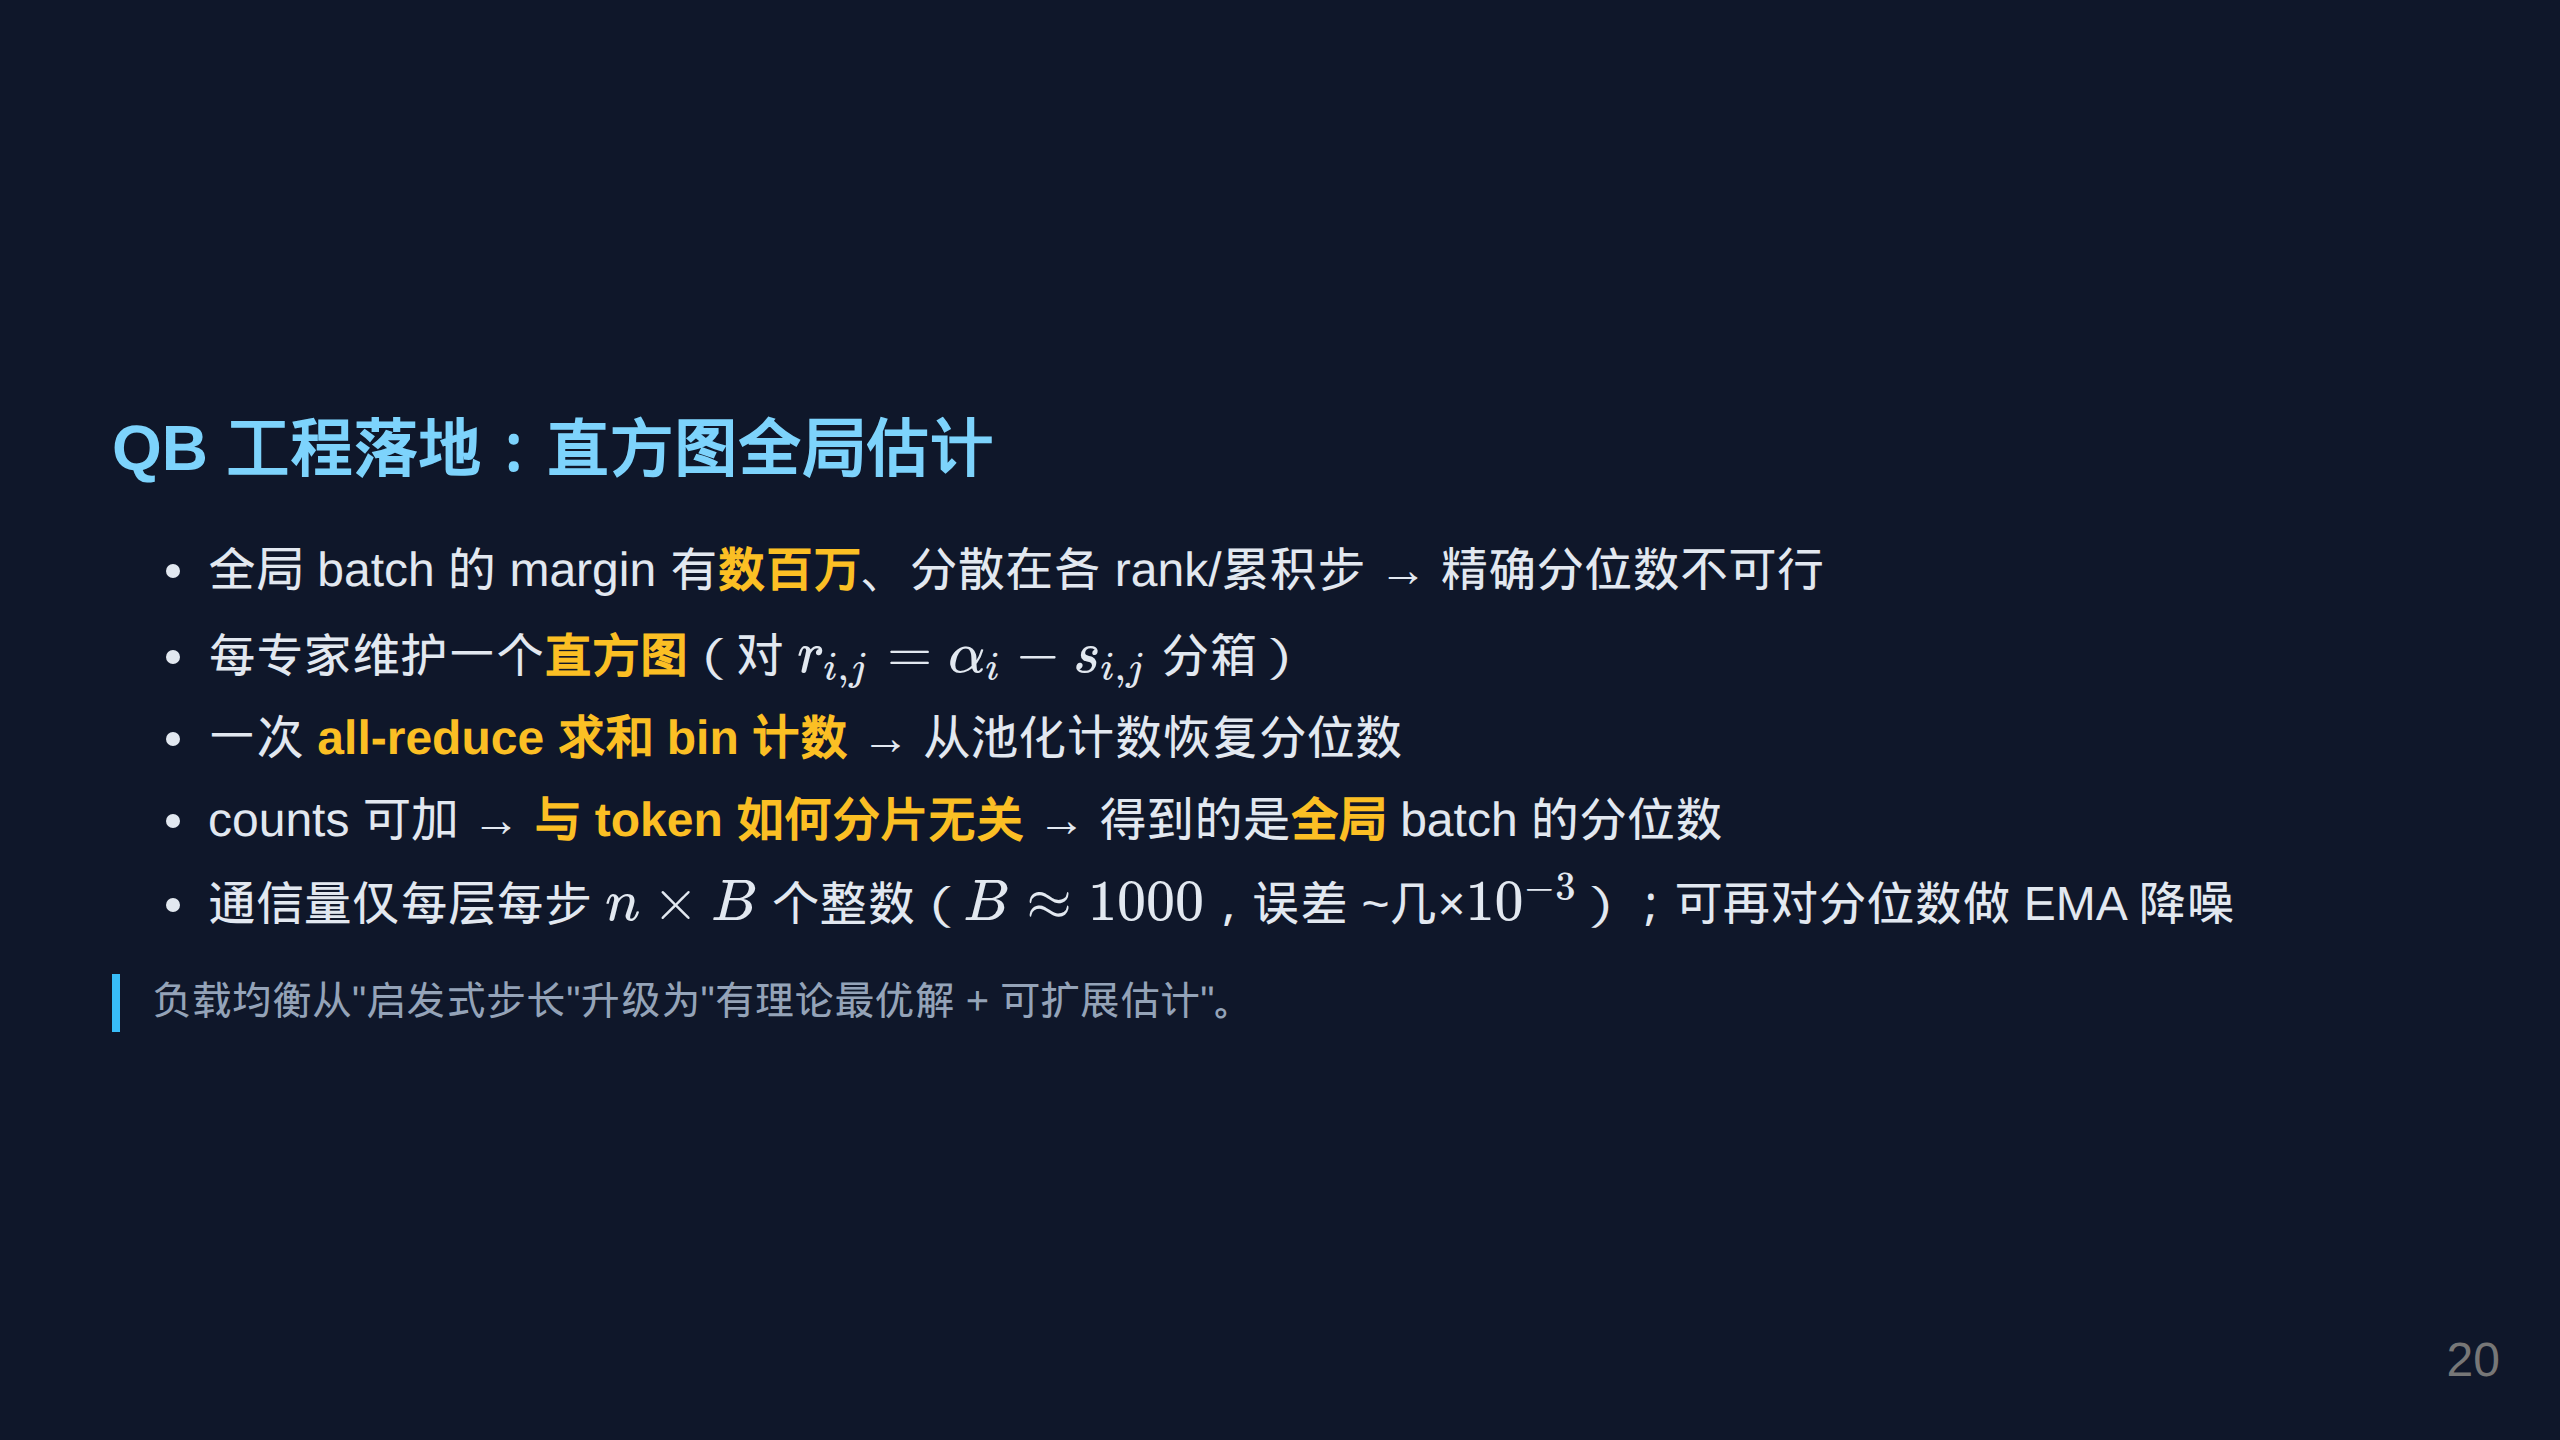 QB 工程落地：直方图全局估计
• 全局 batch 的 margin 有数百万、分散在各 rank/累积步 → 精确分位数不可行
• 每专家维护一个直方图（对 r_{i,j} = α_i − s_{i,j} 分箱）
• 一次 all-reduce 求和 bin 计数 → 从池化计数恢复分位数
• counts 可加 → 与 token 如何分片无关 → 得到的是全局 batch 的分位数
• 通信量仅每层每步 n × B 个整数（B ≈ 1000，误差 ~几×10^{−3}）；可再对分位数做 EMA 降噪
负载均衡从"启发式步长"升级为"有理论最优解 + 可扩展估计"。
20